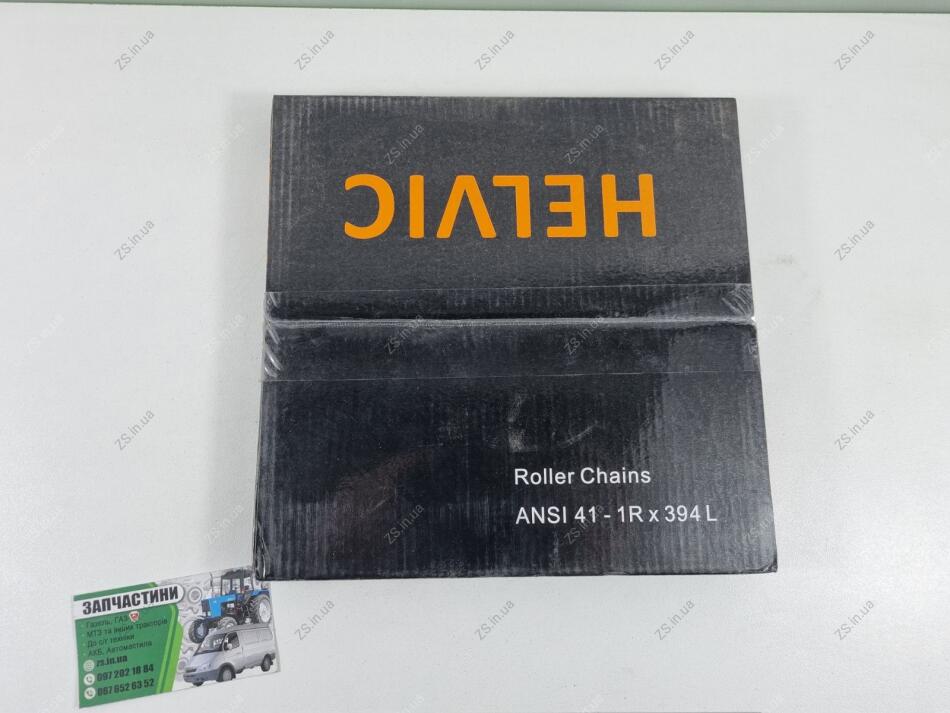 HELVIC
Roller Chains
ANSI 41 - 1R x 394 L
ЗАПЧАСТИНИ
Газель, ГАЗ
МТЗ та інших тракторів
До с/г техніки
АКБ, Автомастила
zs.in.ua
097 202 18 84
067 652 63 52
ZS.in.ua